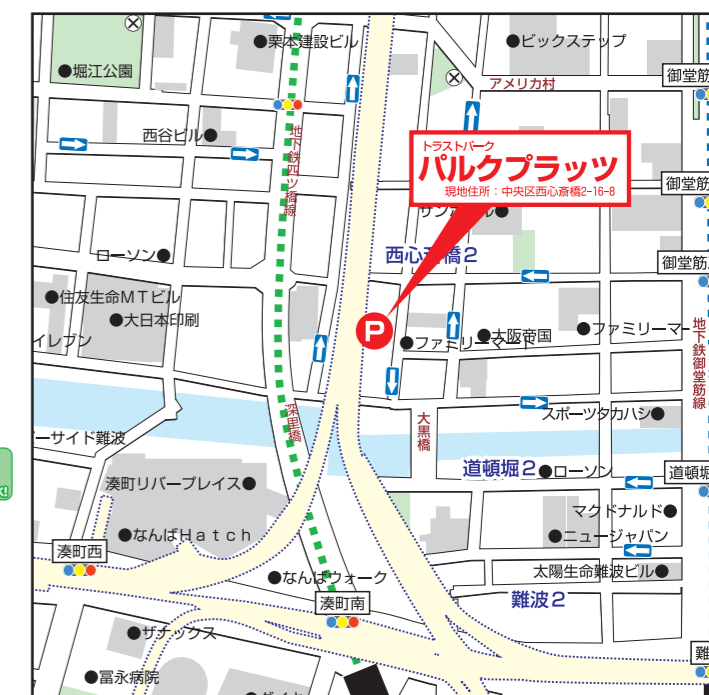 栗本建設ビル
ビックステップ
堀江公園
御堂筋
アメリカ村
西谷ビル
地下鉄四ツ橋線
トラストパーク
パルクプラッツ
現地住所：中央区西心斎橋2-16-8
御堂筋
西心斎橋2
ローソン
御堂筋
住友生命MTビル
大日本印刷
P
イレブン
ファミリーマート
大阪帝国
ファミリーマー
地下鉄御堂筋線
深里橋
大黒橋
スポーツタカハシ
ーサイド難波
道頓堀2
ローソン
道頓堀
湊町リバープレイス
マクドナルド
なんばHatch
ニュージャパン
湊町西
なんばウォーク
太陽生命難波ビル
湊町南
難波2
ザナックス
難
冨永病院